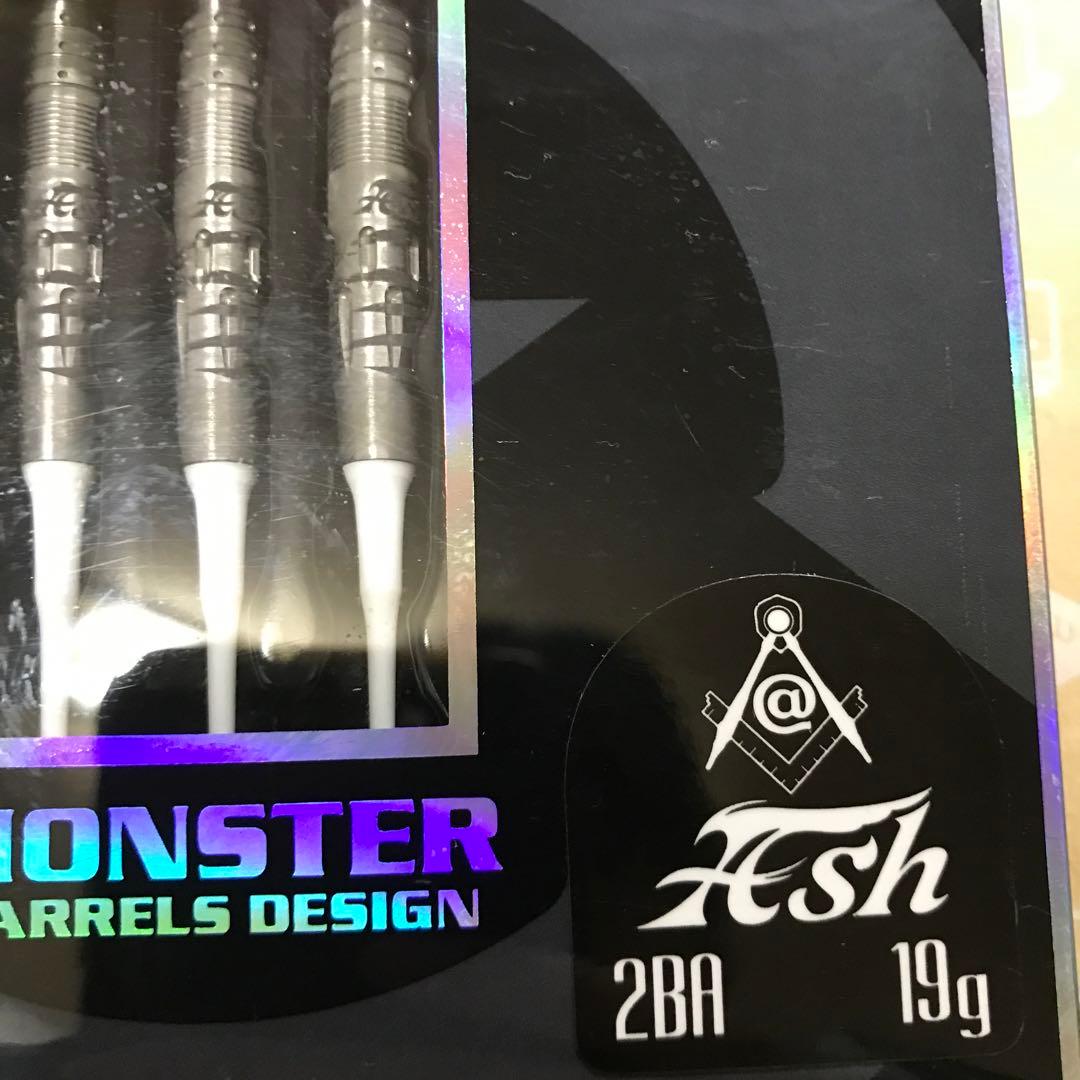 ONSTER
ARRELS DESIGN
@
Ash
2BA 19g